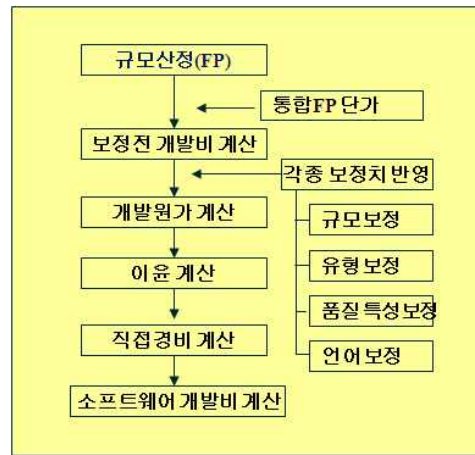 규모산정(FP)
통합FP 단가
보정전 개발비 계산
각종 보정치 반영
개발원가 계산
규모보정
이윤 계산
유형 보정
품질 특성보정
직접경비 계산
언어 보정
소프트웨어 개발비 계산